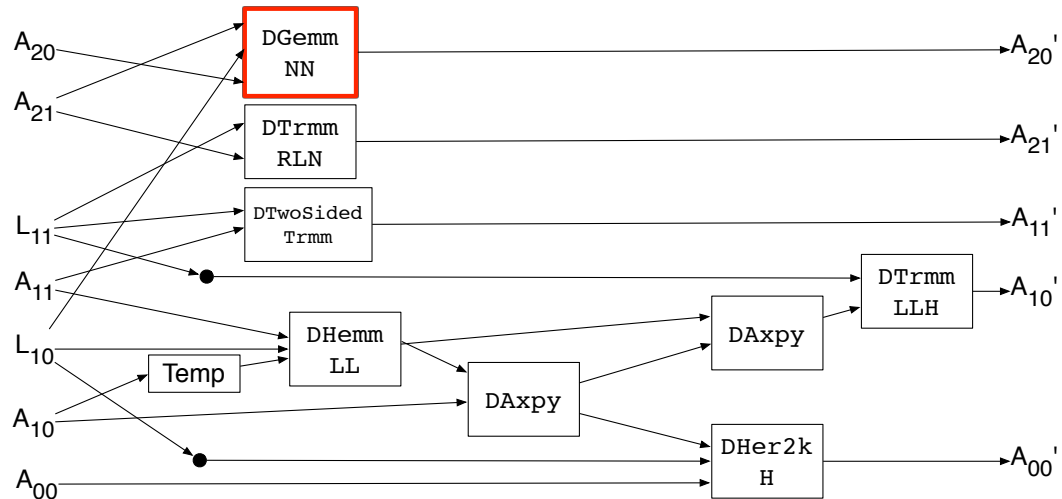 A20
DGemm
NN
A20'
A21
DTrmm
RLN
A21'
L11
DTwoSided
Trmm
A11'
A11
DTrmm
LLH
A10'
L10
DHemm
LL
DAxpy
Temp
DAxpy
A10
DHer2k
H
A00'
A00